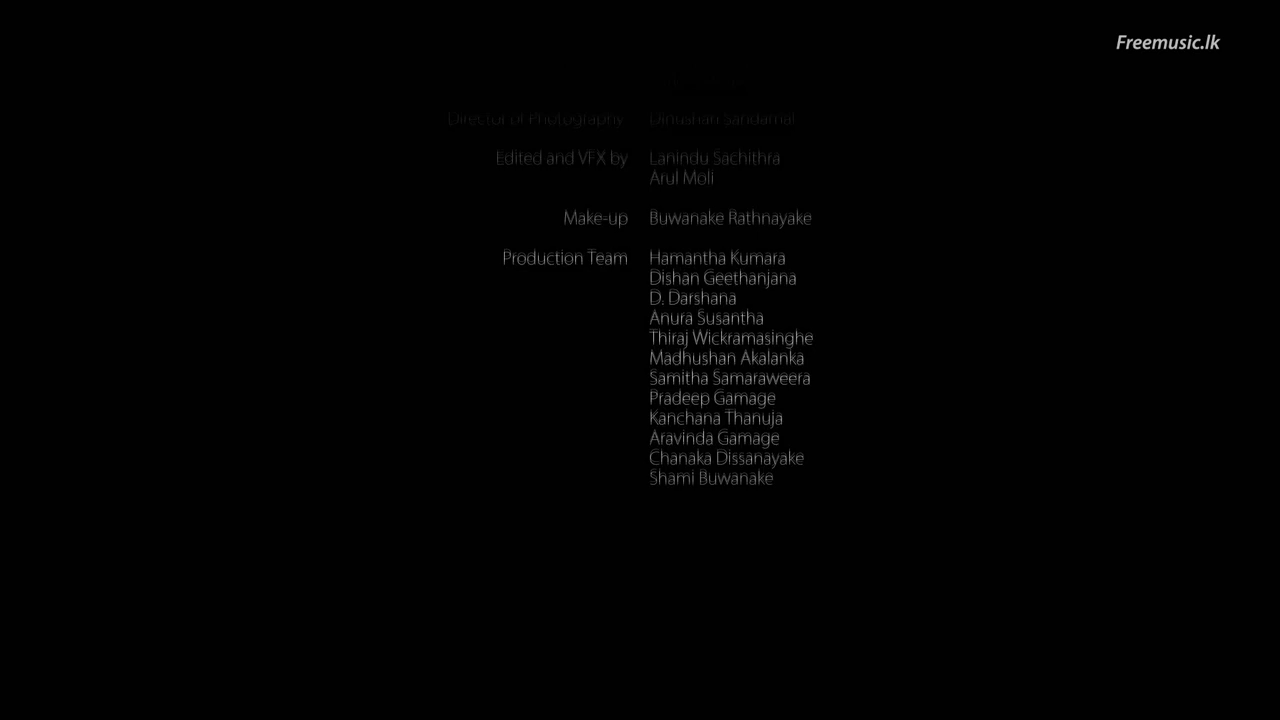 Freemusic.lk
Director of Photography Dinushan Sandamal
Edited and VFX by Lanindu Sachithra
Arul Moli
Make-up Buwanake Rathnayake
Production Team Hamantha Kumara
Dishan Geethanjana
D. Darshana
Anura Susantha
Thiraj Wickramasinghe
Madhushan Akalanka
Samitha Samaraweera
Pradeep Gamage
Kanchana Thanuja
Aravinda Gamage
Chanaka Dissanayake
Shami Buwanake